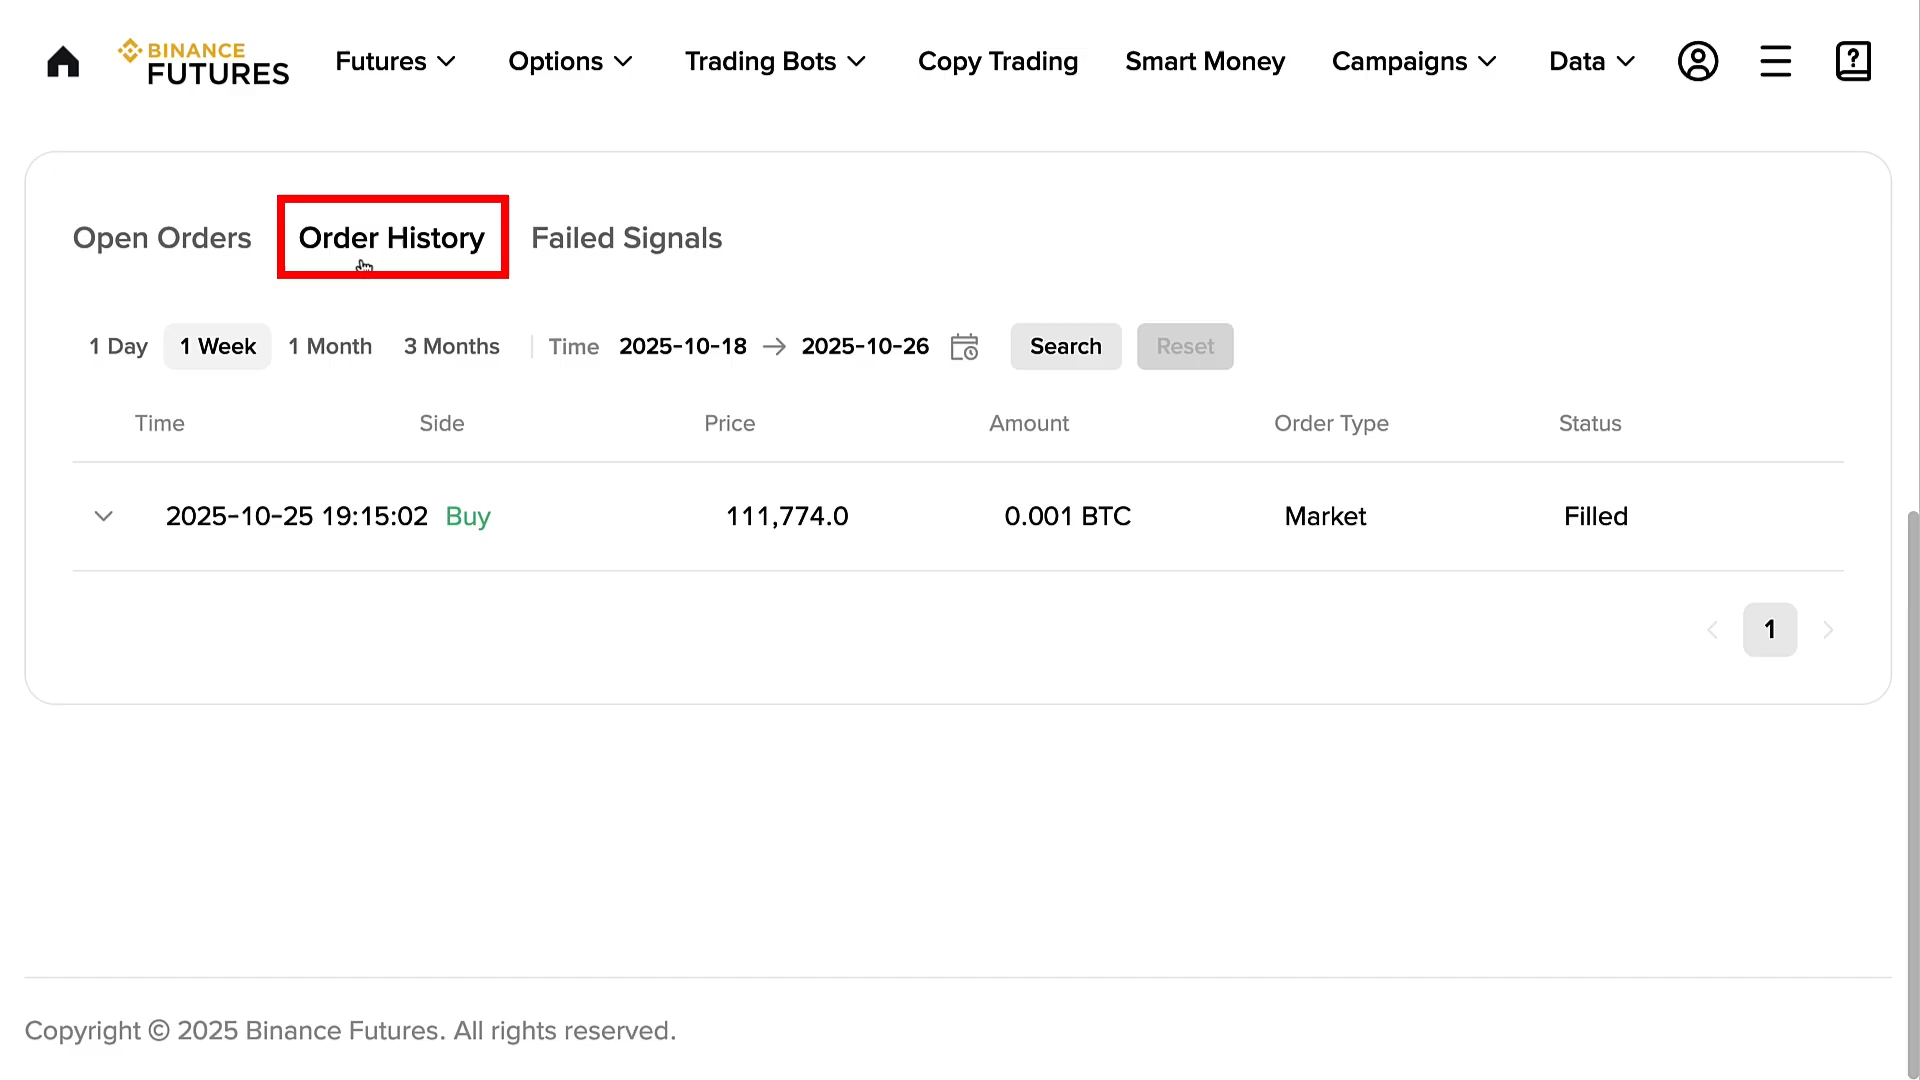 BINANCE
FUTURES
Futures
Options
Trading Bots
Copy Trading
Smart Money
Campaigns
Data
?
Open Orders
Order History
Failed Signals
1 Day
1 Week
1 Month
3 Months
Time
2025-10-18 → 2025-10-26
Search
Reset
Time Side Price Amount Order Type Status
2025-10-25 19:15:02 Buy 111,774.0 0.001 BTC Market Filled
1
Copyright © 2025 Binance Futures. All rights reserved.